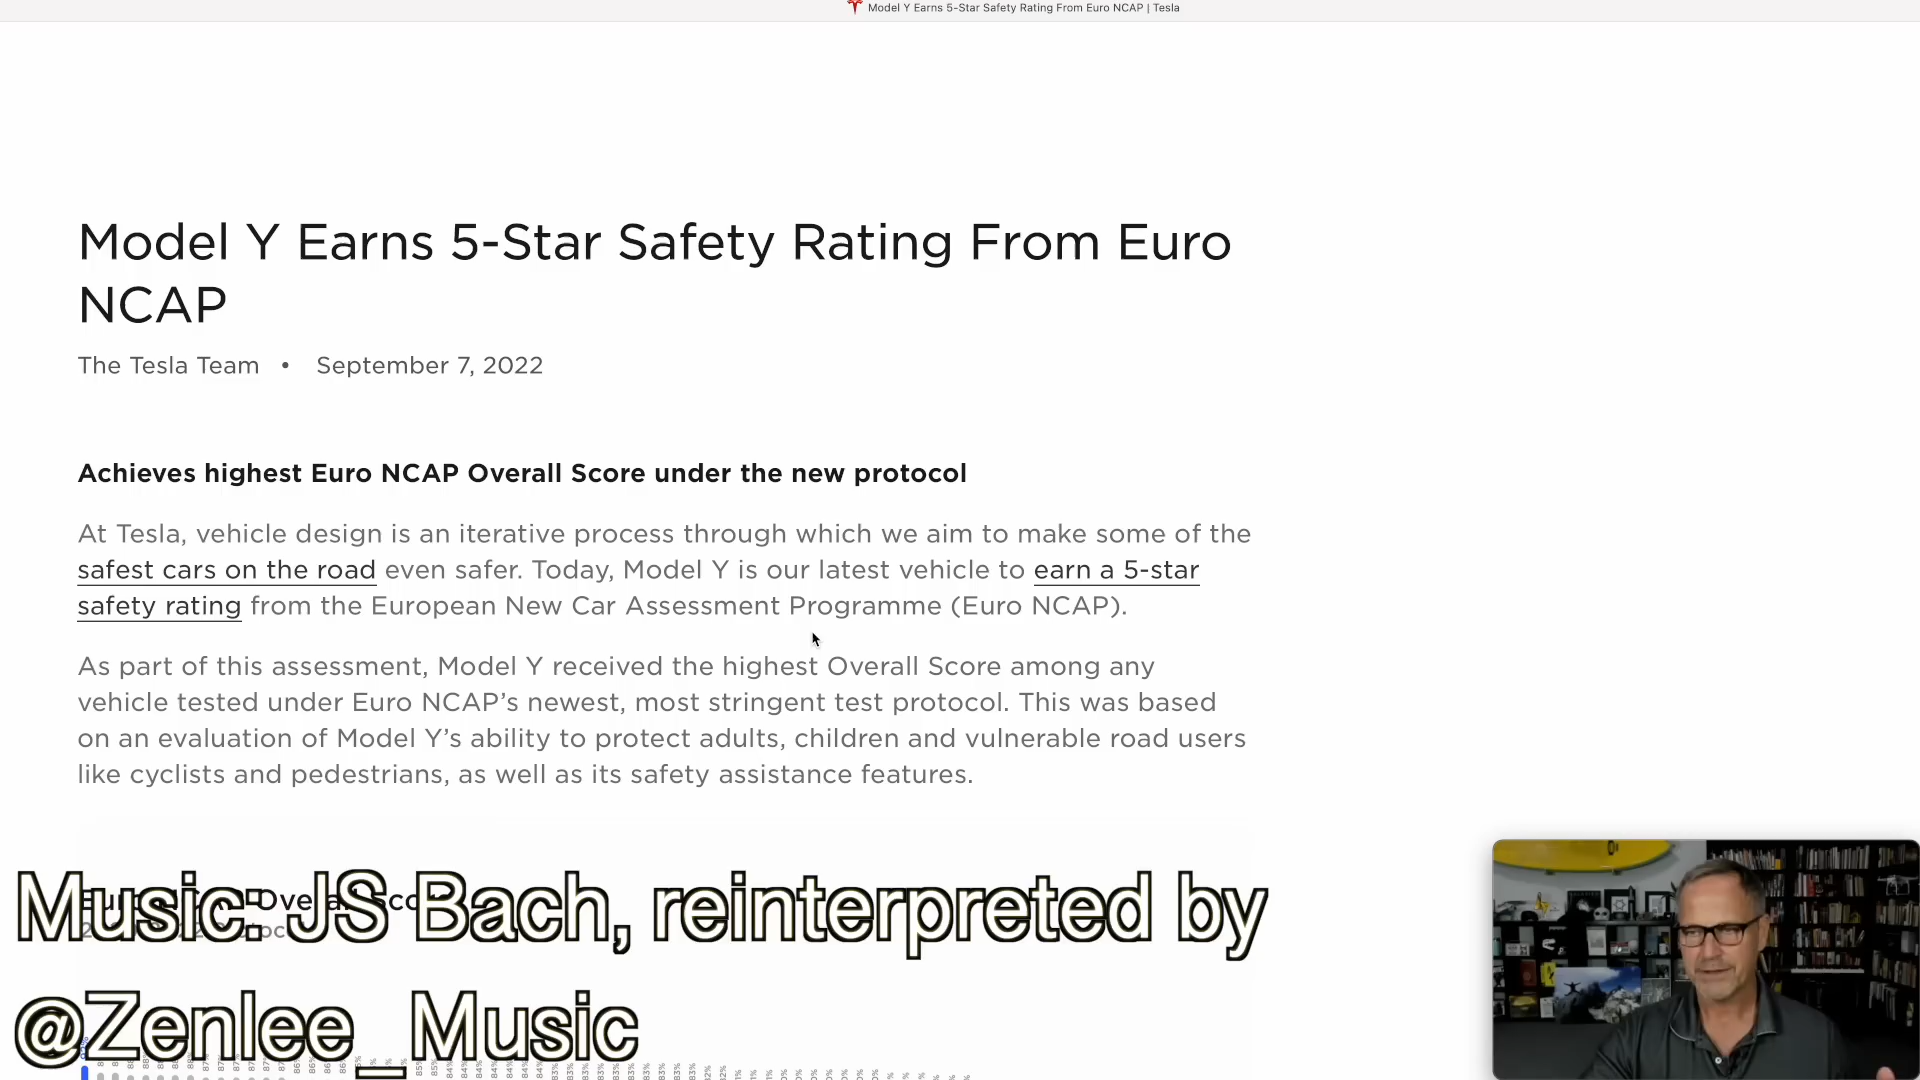 Model Y Earns 5-Star Safety Rating From Euro NCAP | Tesla
Model Y Earns 5-Star Safety Rating From Euro
NCAP
The Tesla Team • September 7, 2022
Achieves highest Euro NCAP Overall Score under the new protocol
At Tesla, vehicle design is an iterative process through which we aim to make some of the
safest cars on the road even safer. Today, Model Y is our latest vehicle to earn a 5-star
safety rating from the European New Car Assessment Programme (Euro NCAP).
As part of this assessment, Model Y received the highest Overall Score among any
vehicle tested under Euro NCAP’s newest, most stringent test protocol. This was based
on an evaluation of Model Y’s ability to protect adults, children and vulnerable road users
like cyclists and pedestrians, as well as its safety assistance features.
Music: JS Bach, reinterpreted by
@Zenlee_Music